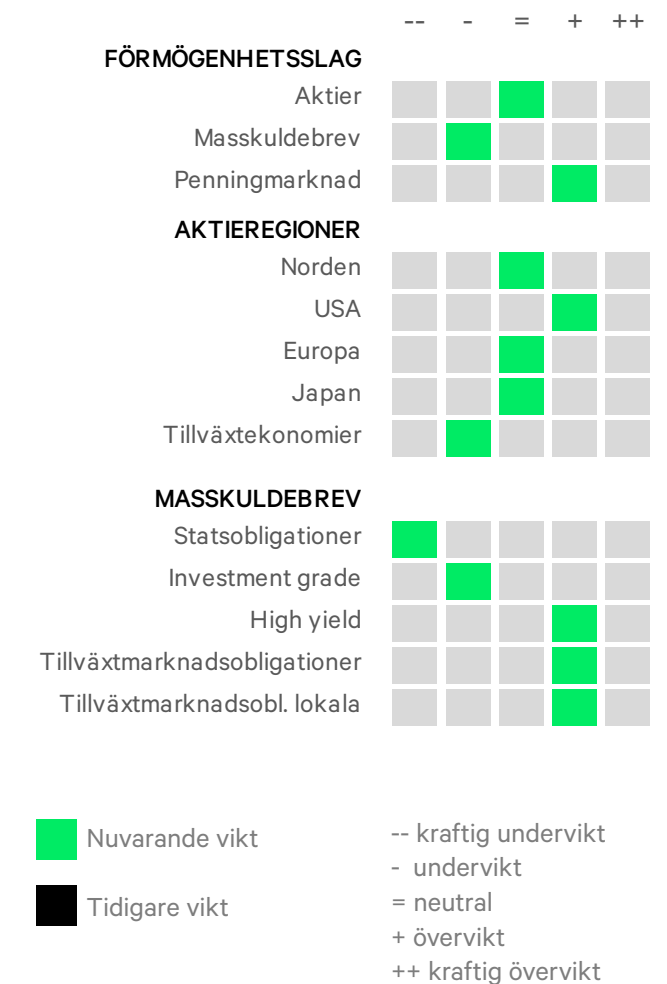 -- - = + ++
FÖRMÖGENHETSSLAG
Aktier
Masskuldebrev
Penningmarknad
AKTIEREGIONER
Norden
USA
Europa
Japan
Tillväxtekonomier
MASSKULDEBREV
Statsobligationer
Investment grade
High yield
Tillväxtmarknadsobligationer
Tillväxtmarknadsobl. lokala
Nuvarande vikt
Tidigare vikt
-- kraftig undervikt
- undervikt
= neutral
+ övervikt
++ kraftig övervikt